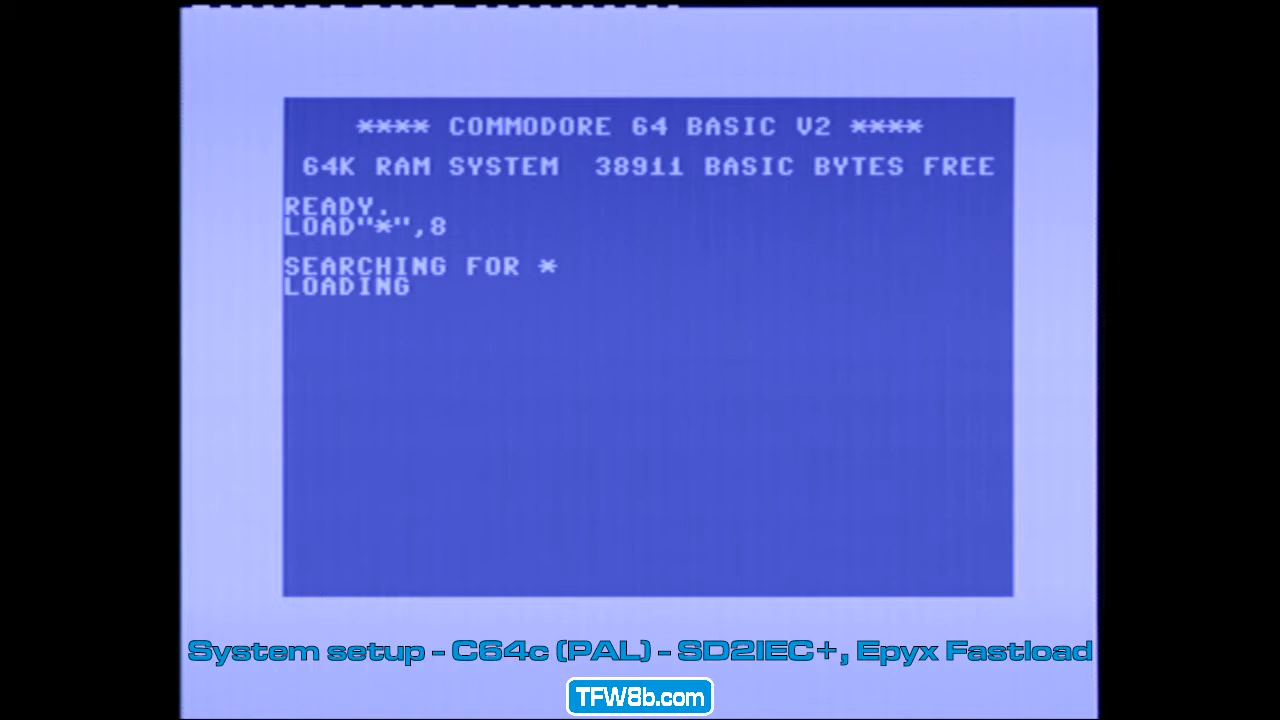 **** COMMODORE 64 BASIC V2 ****
64K RAM SYSTEM  38911 BASIC BYTES FREE
READY.
LOAD"*",8
SEARCHING FOR *
LOADING
System setup - C64c (PAL) - SD2IEC+, Epyx Fastload
TFW8b.com